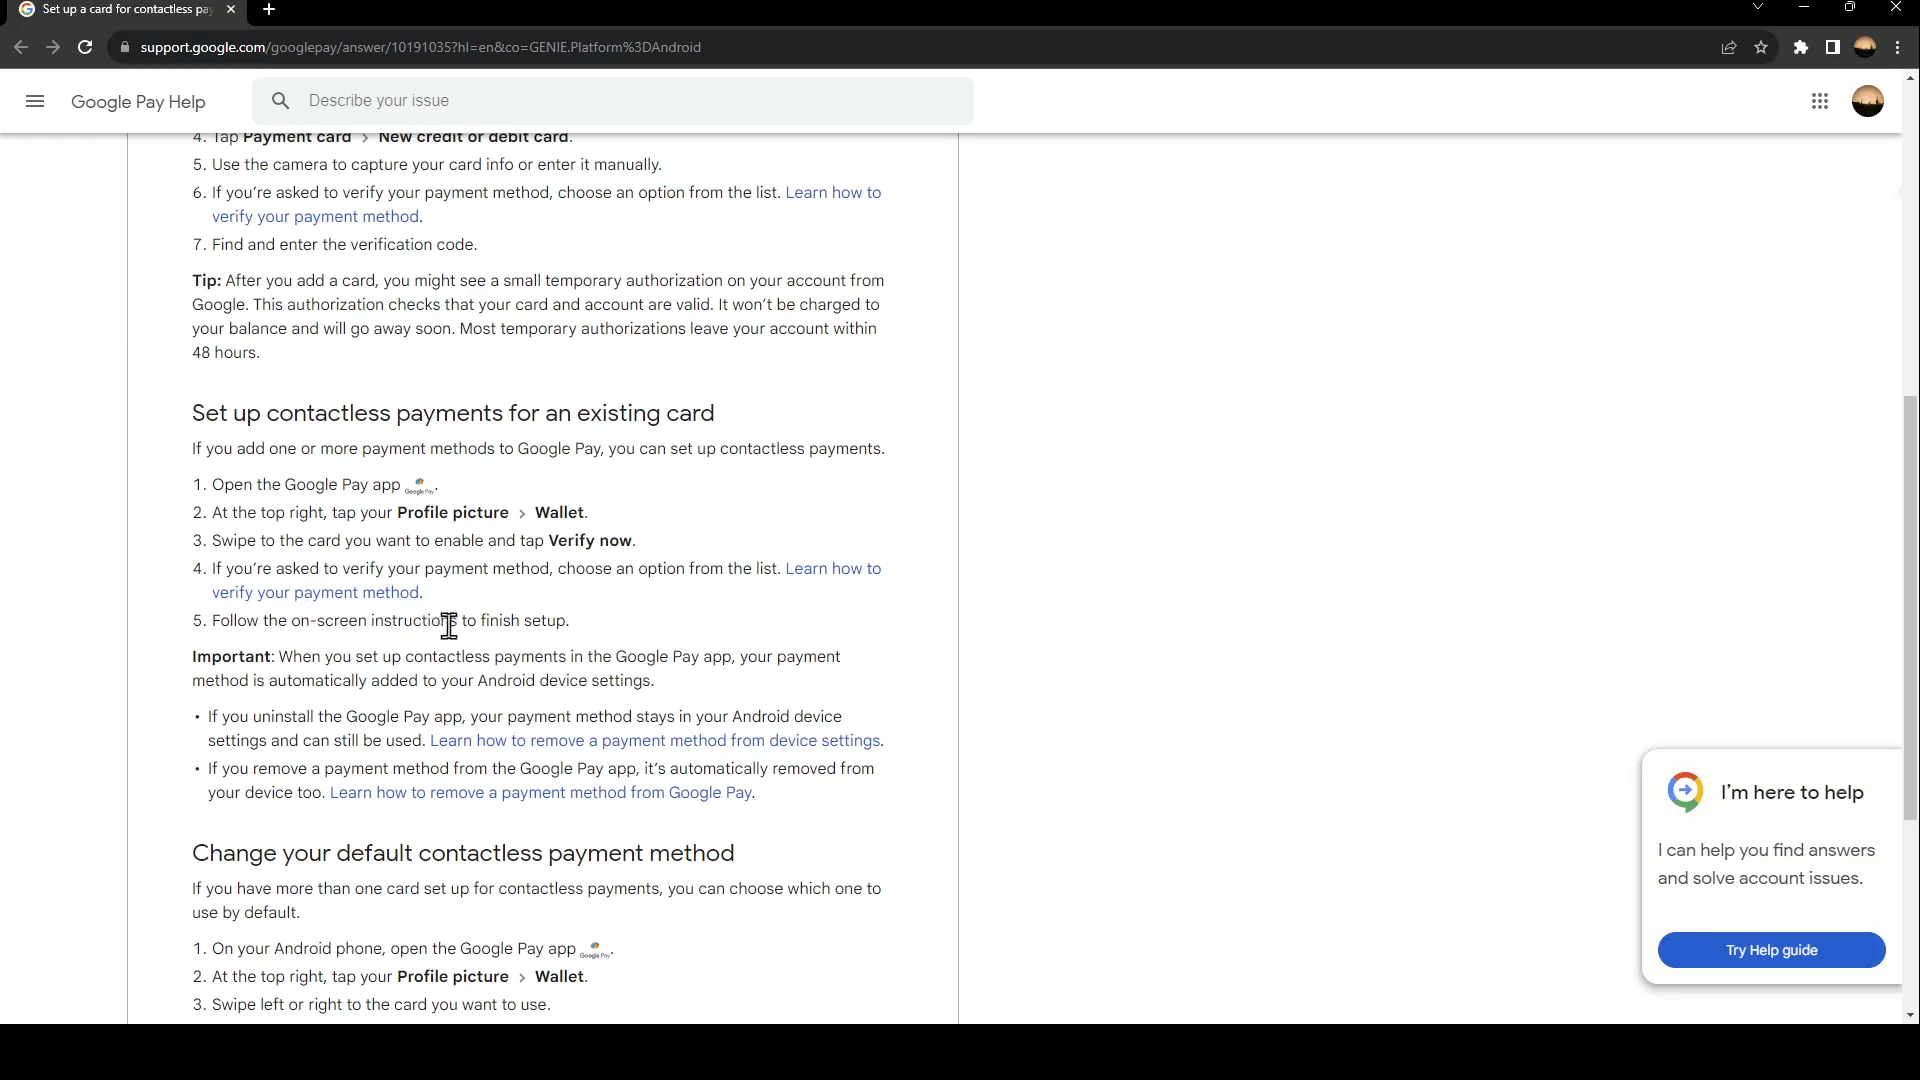 Set up a card for contactless pay
support.google.com/googlepay/answer/10191035?hl=en&co=GENIE.Platform%3DAndroid
Google Pay Help
Describe your issue
4. Tap Payment card > New credit or debit card.
5. Use the camera to capture your card info or enter it manually.
6. If you're asked to verify your payment method, choose an option from the list. Learn how to
verify your payment method.
7. Find and enter the verification code.
Tip: After you add a card, you might see a small temporary authorization on your account from
Google. This authorization checks that your card and account are valid. It won't be charged to
your balance and will go away soon. Most temporary authorizations leave your account within
48 hours.
Set up contactless payments for an existing card
If you add one or more payment methods to Google Pay, you can set up contactless payments.
1. Open the Google Pay app Google Pay.
2. At the top right, tap your Profile picture > Wallet.
3. Swipe to the card you want to enable and tap Verify now.
4. If you're asked to verify your payment method, choose an option from the list. Learn how to
verify your payment method.
5. Follow the on-screen instructions to finish setup.
Important: When you set up contactless payments in the Google Pay app, your payment
method is automatically added to your Android device settings.
• If you uninstall the Google Pay app, your payment method stays in your Android device
settings and can still be used. Learn how to remove a payment method from device settings.
• If you remove a payment method from the Google Pay app, it's automatically removed from
your device too. Learn how to remove a payment method from Google Pay.
Change your default contactless payment method
If you have more than one card set up for contactless payments, you can choose which one to
use by default.
1. On your Android phone, open the Google Pay app Google Pay.
2. At the top right, tap your Profile picture > Wallet.
3. Swipe left or right to the card you want to use.
I'm here to help
I can help you find answers
and solve account issues.
Try Help guide